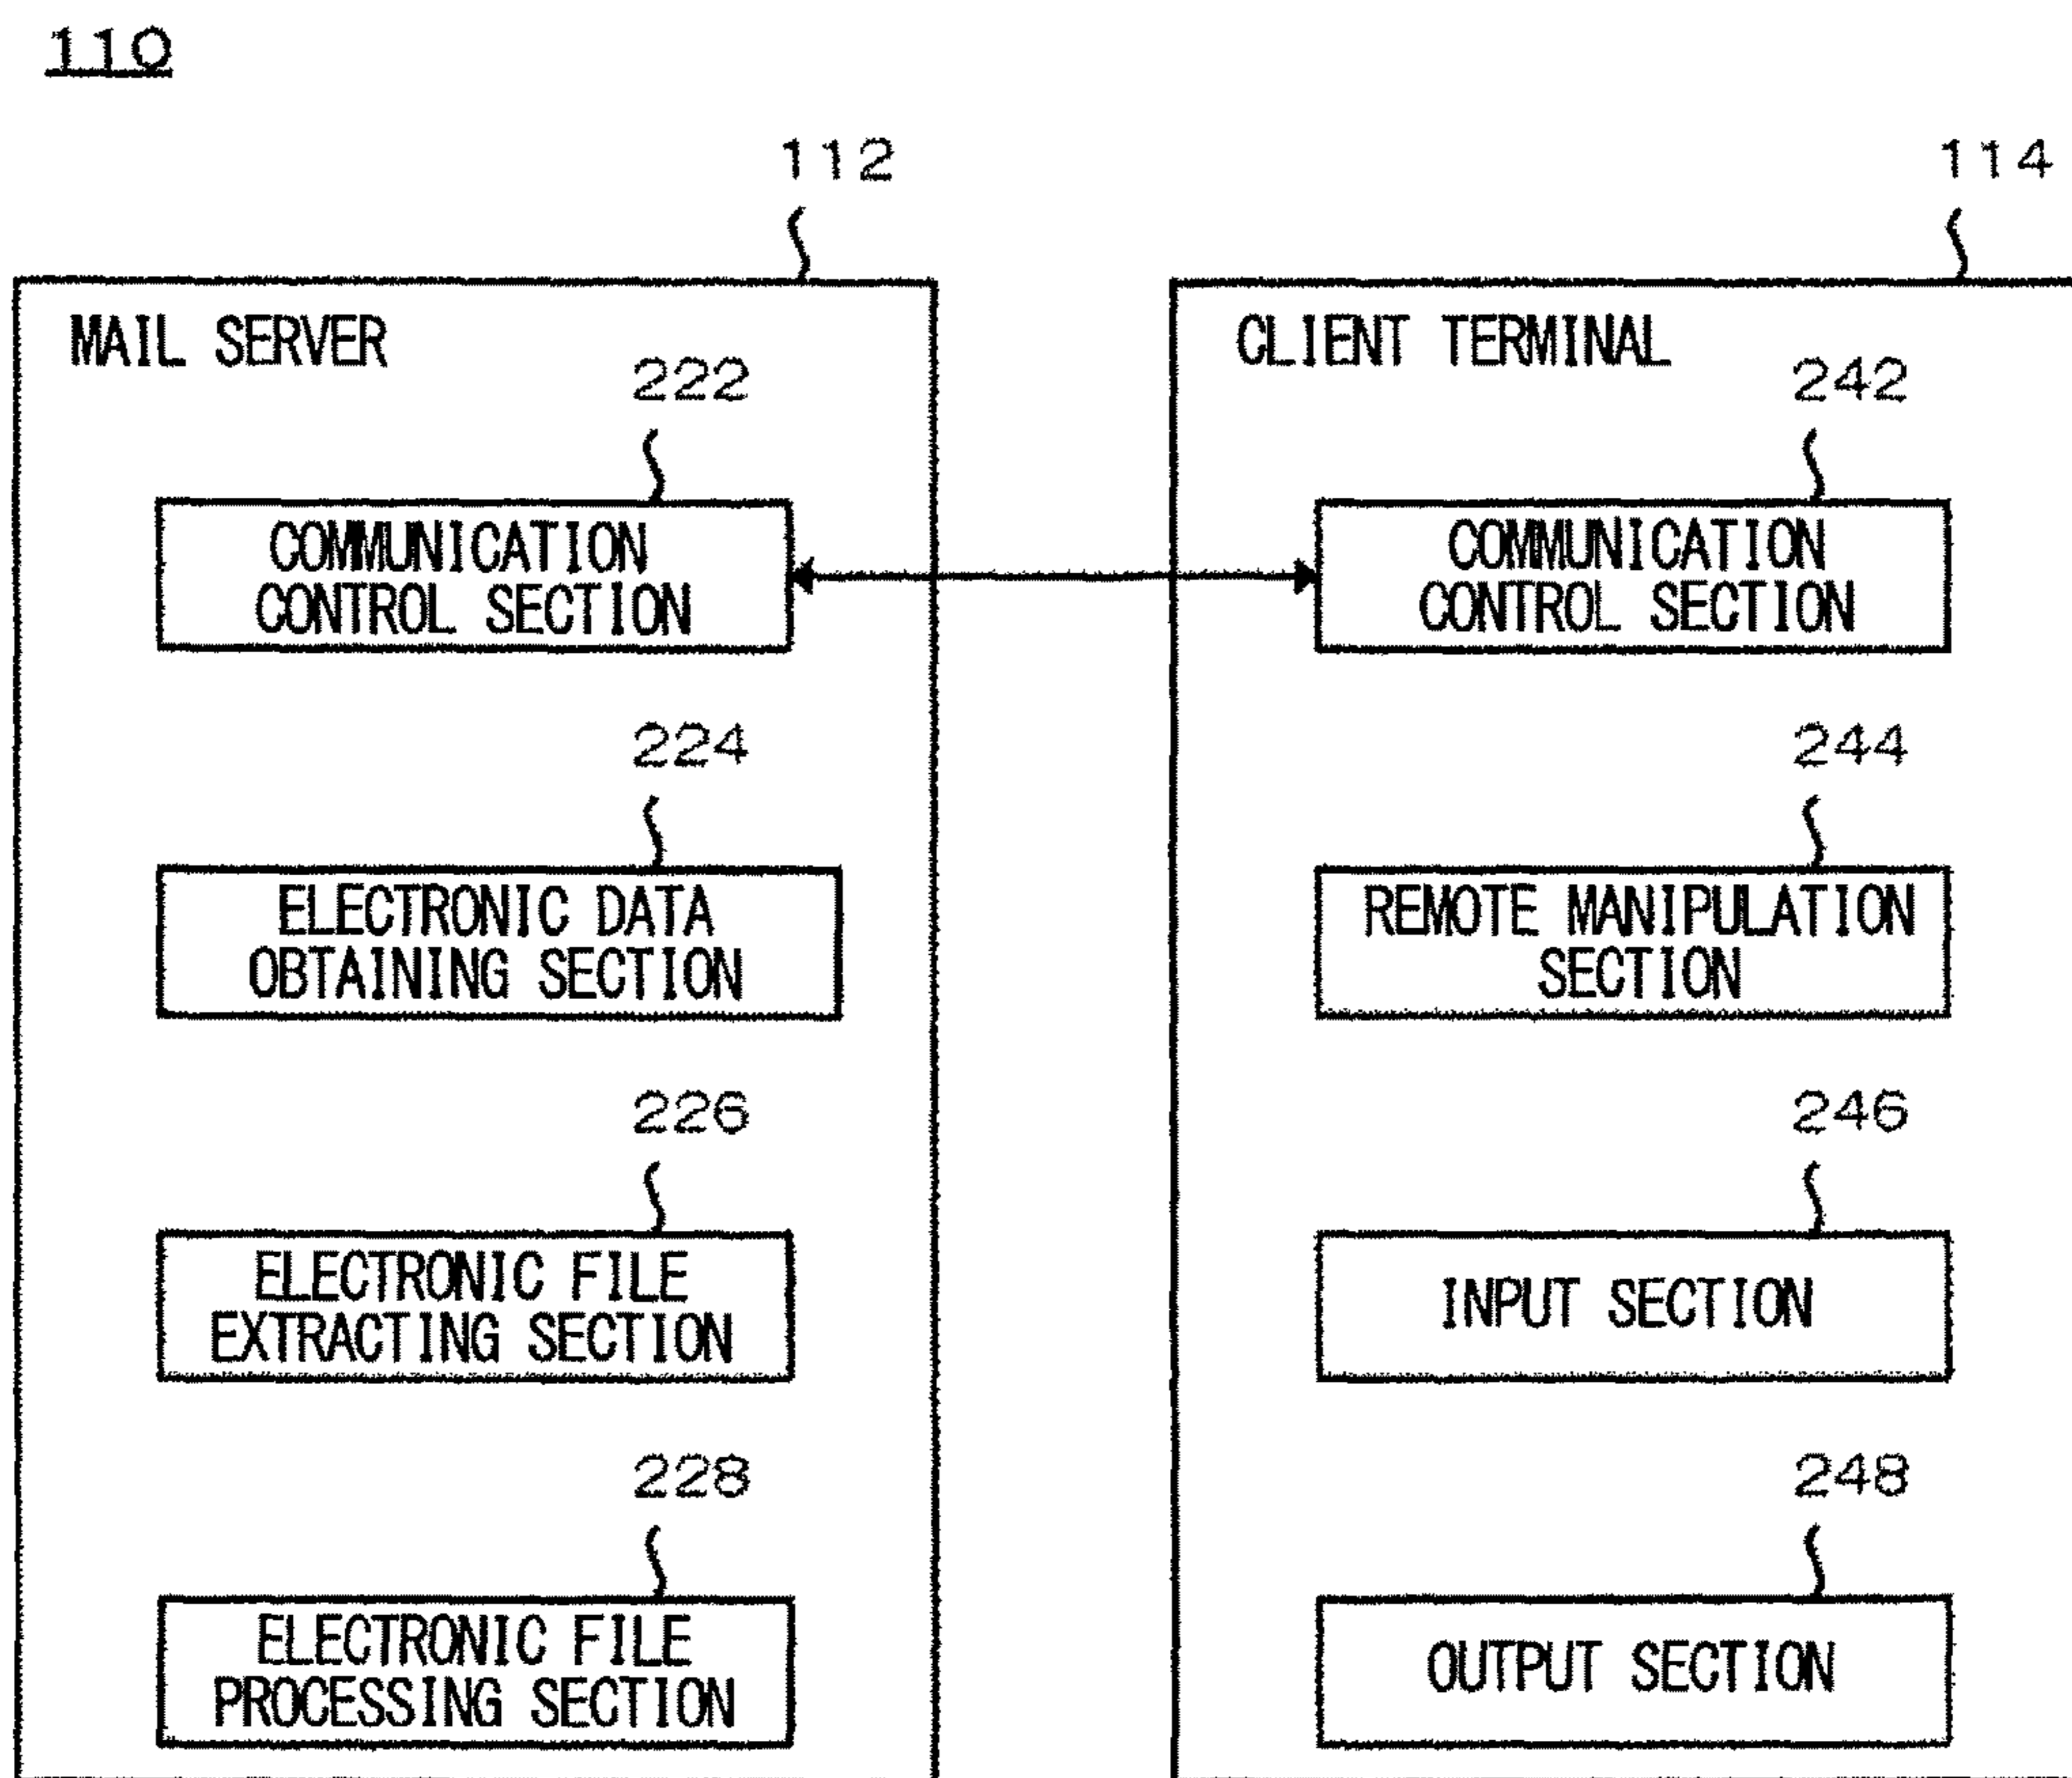 110
112
MAIL SERVER
222
COMMUNICATION
CONTROL SECTION
224
ELECTRONIC DATA
OBTAINING SECTION
226
ELECTRONIC FILE
EXTRACTING SECTION
228
ELECTRONIC FILE
PROCESSING SECTION
114
CLIENT TERMINAL
242
COMMUNICATION
CONTROL SECTION
244
REMOTE MANIPULATION
SECTION
246
INPUT SECTION
248
OUTPUT SECTION